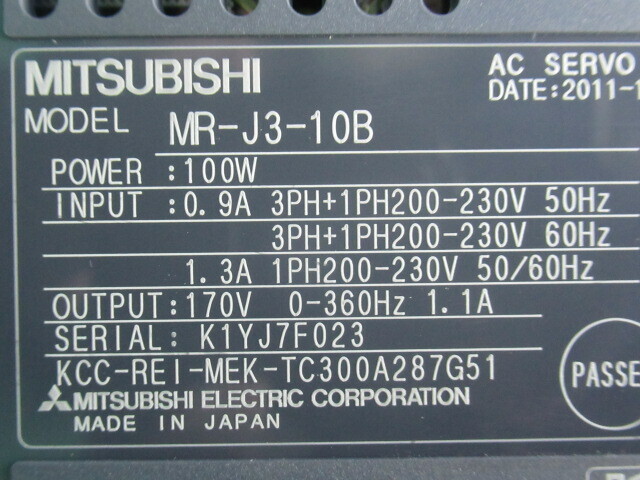 MITSUBISHI
AC SERVO
DATE:2011-1
MODEL MR-J3-10B
POWER :100W
INPUT :0.9A 3PH+1PH200-230V 50Hz
3PH+1PH200-230V 60Hz
1.3A 1PH200-230V 50/60Hz
OUTPUT:170V 0-360Hz 1.1A
SERIAL: K1YJ7F023
KCC-REI-MEK-TC300A287G51
PASSE
MITSUBISHI ELECTRIC CORPORATION
MADE IN JAPAN